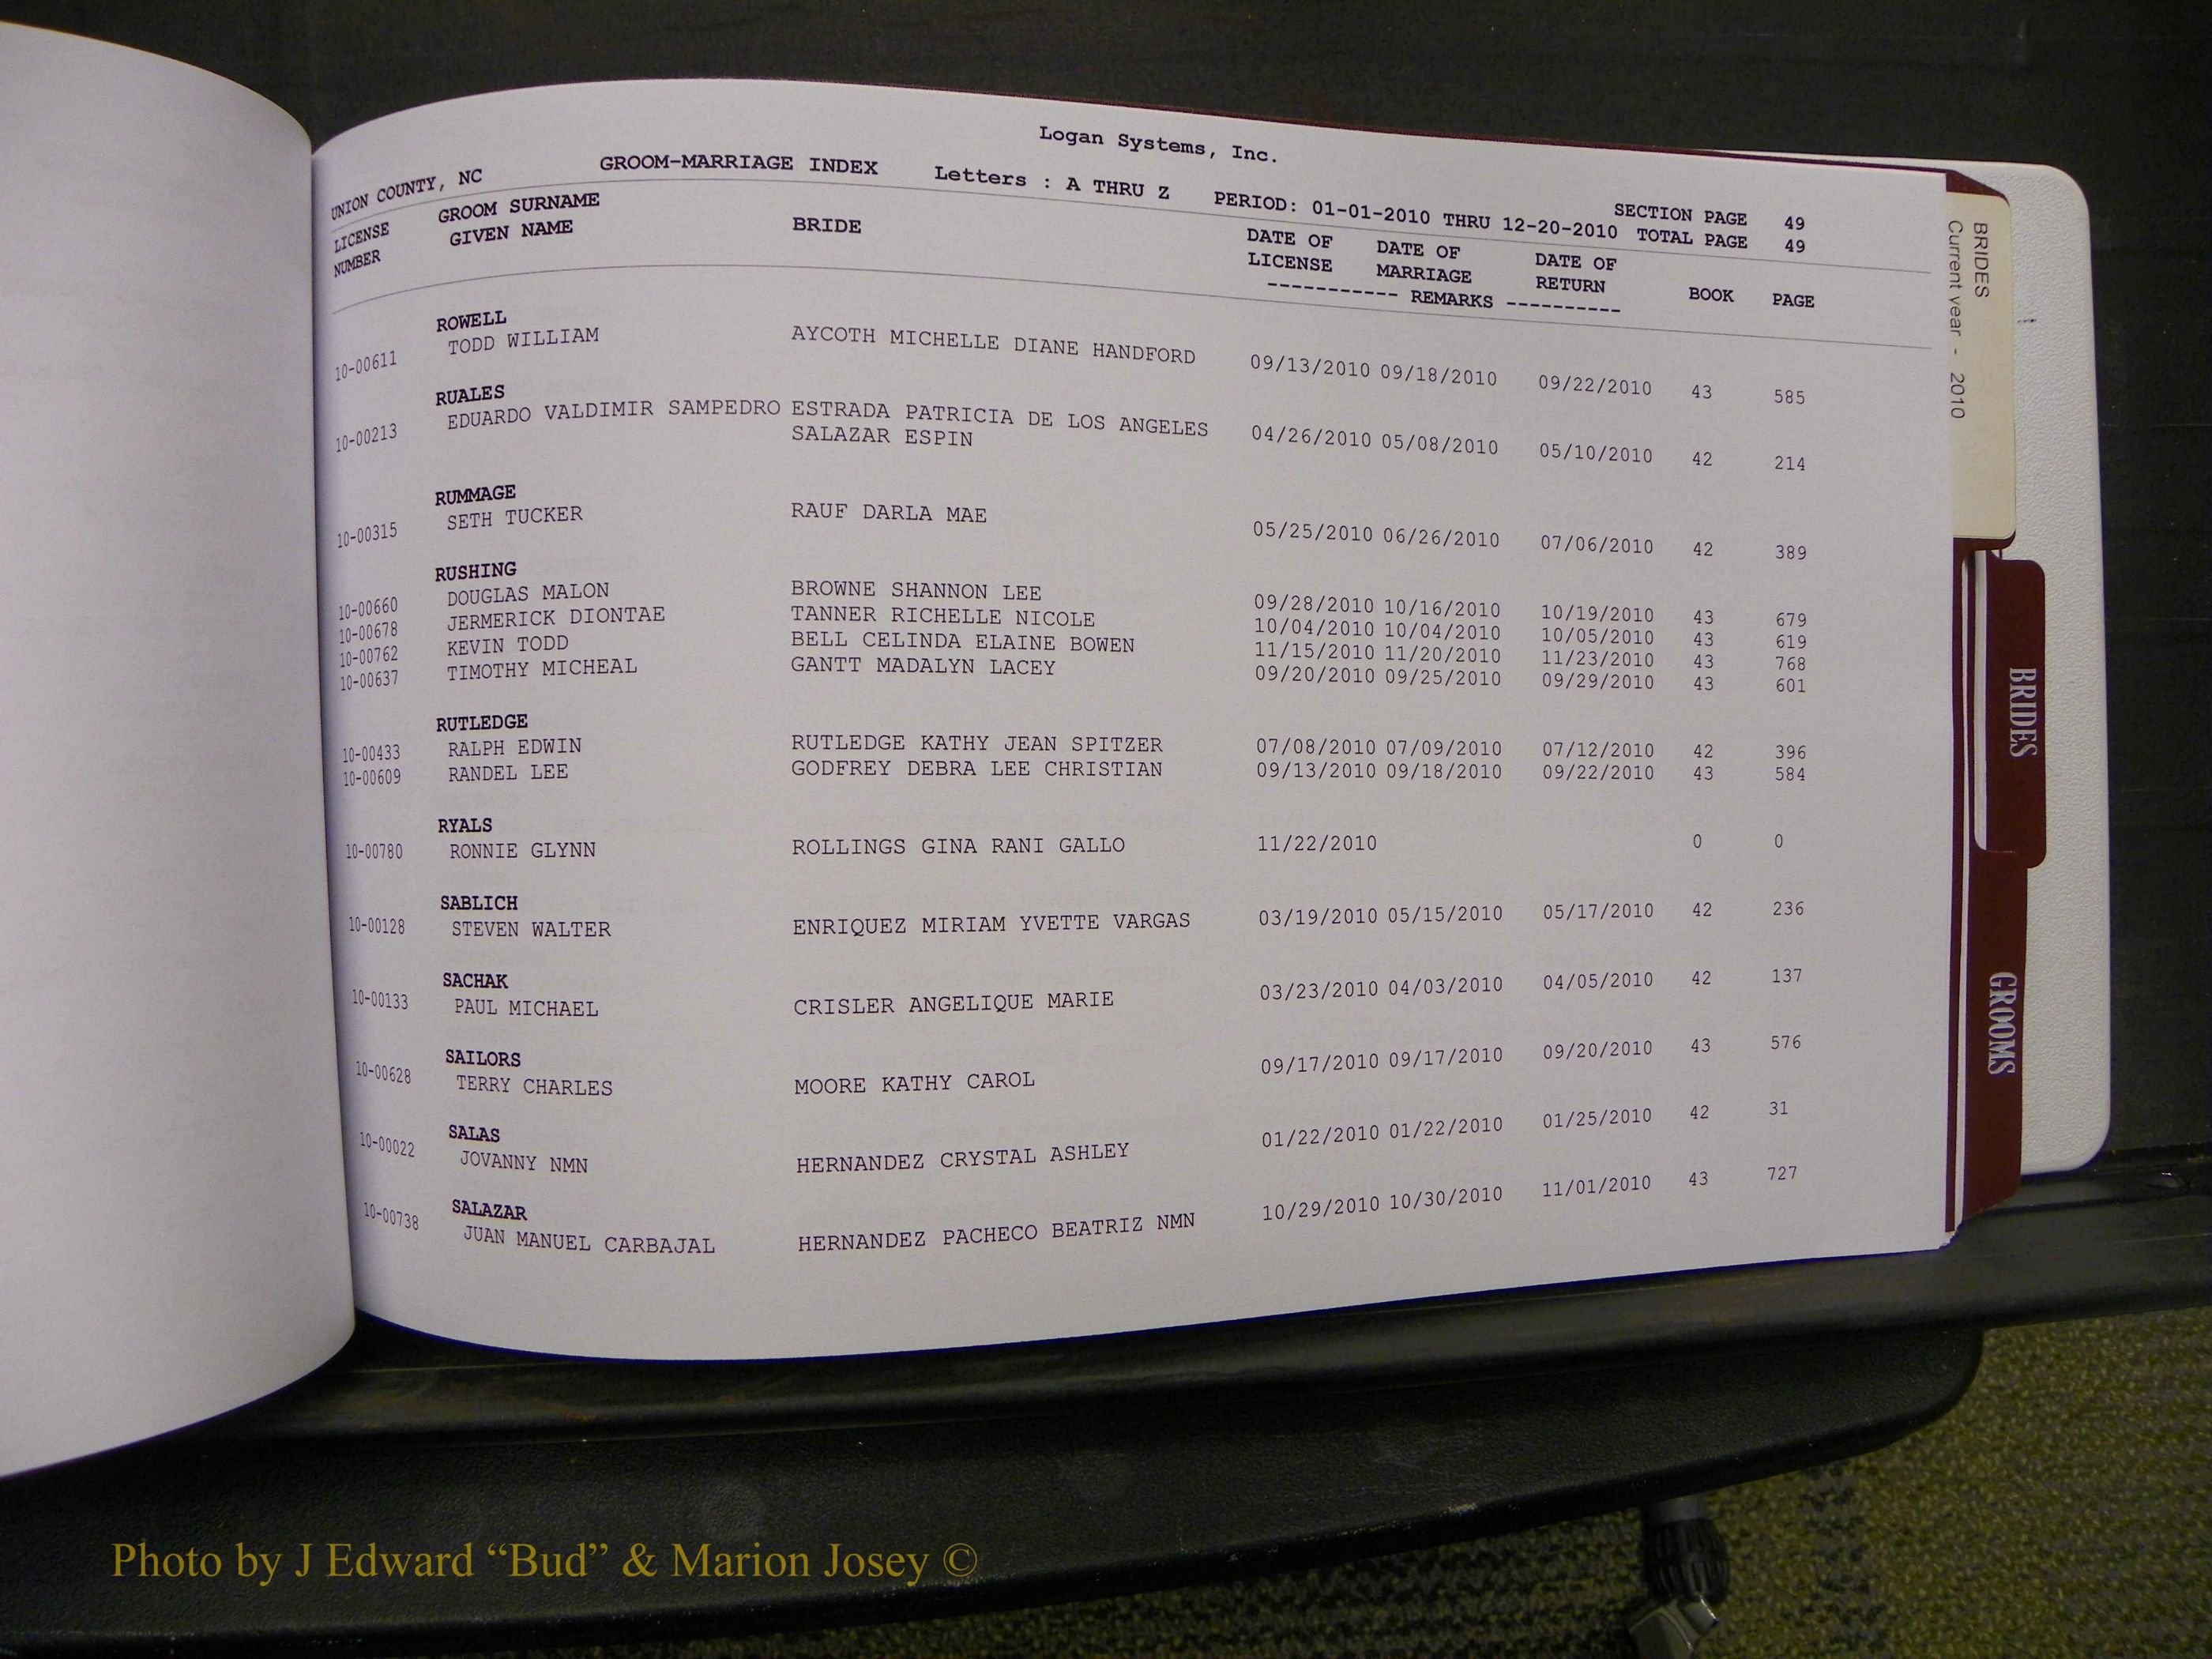 Logan Systems, Inc.
UNION COUNTY, NC GROOM-MARRIAGE INDEX Letters : A THRU Z PERIOD: 01-01-2010 THRU 12-20-2010 SECTION PAGE 49
TOTAL PAGE 49
LICENSE NUMBER GROOM SURNAME GIVEN NAME BRIDE DATE OF LICENSE DATE OF MARRIAGE DATE OF RETURN BOOK PAGE
----------- REMARKS ----------
ROWELL
10-00611 TODD WILLIAM AYCOTH MICHELLE DIANE HANDFORD 09/13/2010 09/18/2010 09/22/2010 43 585
RUALES
10-00213 EDUARDO VALDIMIR SAMPEDRO ESTRADA PATRICIA DE LOS ANGELES 04/26/2010 05/08/2010 05/10/2010 42 214
SALAZAR ESPIN
RUMMAGE
10-00315 SETH TUCKER RAUF DARLA MAE 05/25/2010 06/26/2010 07/06/2010 42 389
RUSHING
10-00660 DOUGLAS MALON BROWNE SHANNON LEE 09/28/2010 10/16/2010 10/19/2010 43 679
10-00678 JERMERICK DIONTAE TANNER RICHELLE NICOLE 10/04/2010 10/04/2010 10/05/2010 43 619
10-00762 KEVIN TODD BELL CELINDA ELAINE BOWEN 11/15/2010 11/20/2010 11/23/2010 43 768
10-00637 TIMOTHY MICHEAL GANTT MADALYN LACEY 09/20/2010 09/25/2010 09/29/2010 43 601
RUTLEDGE
10-00433 RALPH EDWIN RUTLEDGE KATHY JEAN SPITZER 07/08/2010 07/09/2010 07/12/2010 42 396
10-00609 RANDEL LEE GODFREY DEBRA LEE CHRISTIAN 09/13/2010 09/18/2010 09/22/2010 43 584
RYALS
10-00780 RONNIE GLYNN ROLLINGS GINA RANI GALLO 11/22/2010 0 0
SABLICH
10-00128 STEVEN WALTER ENRIQUEZ MIRIAM YVETTE VARGAS 03/19/2010 05/15/2010 05/17/2010 42 236
SACHAK
10-00133 PAUL MICHAEL CRISLER ANGELIQUE MARIE 03/23/2010 04/03/2010 04/05/2010 42 137
SAILORS
10-00628 TERRY CHARLES MOORE KATHY CAROL 09/17/2010 09/17/2010 09/20/2010 43 576
SALAS
10-00022 JOVANNY NMN HERNANDEZ CRYSTAL ASHLEY 01/22/2010 01/22/2010 01/25/2010 42 31
SALAZAR
10-00738 JUAN MANUEL CARBAJAL HERNANDEZ PACHECO BEATRIZ NMN 10/29/2010 10/30/2010 11/01/2010 43 727
BRIDES
Current year - 2010
BRIDES
GROOMS
Photo by J Edward “Bud” & Marion Josey ©